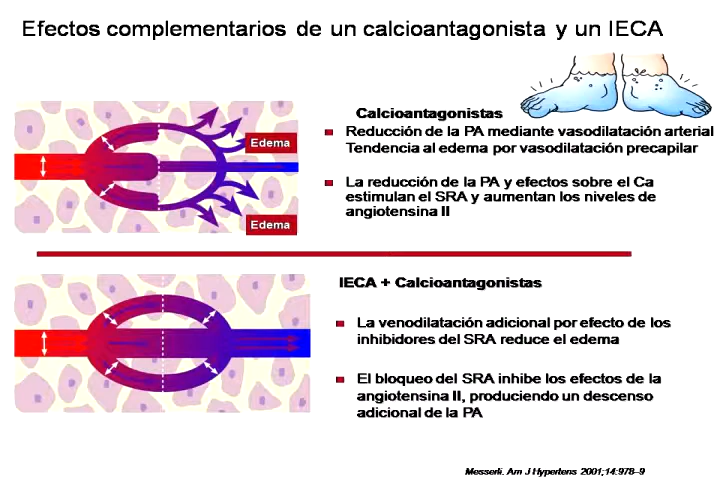 Efectos complementarios de un calcioantagonista y un IECA
Calcioantagonistas
Reducción de la PA mediante vasodilatación arterial
Tendencia al edema por vasodilatación precapilar
Edema
La reducción de la PA y efectos sobre el Ca
estimulan el SRA y aumentan los niveles de
angiotensina II
Edema
IECA + Calcioantagonistas
La venodilatación adicional por efecto de los
inhibidores del SRA reduce el edema
El bloqueo del SRA inhibe los efectos de la
angiotensina II, produciendo un descenso
adicional de la PA
Messerli. Am J Hypertens 2001;14:978–9